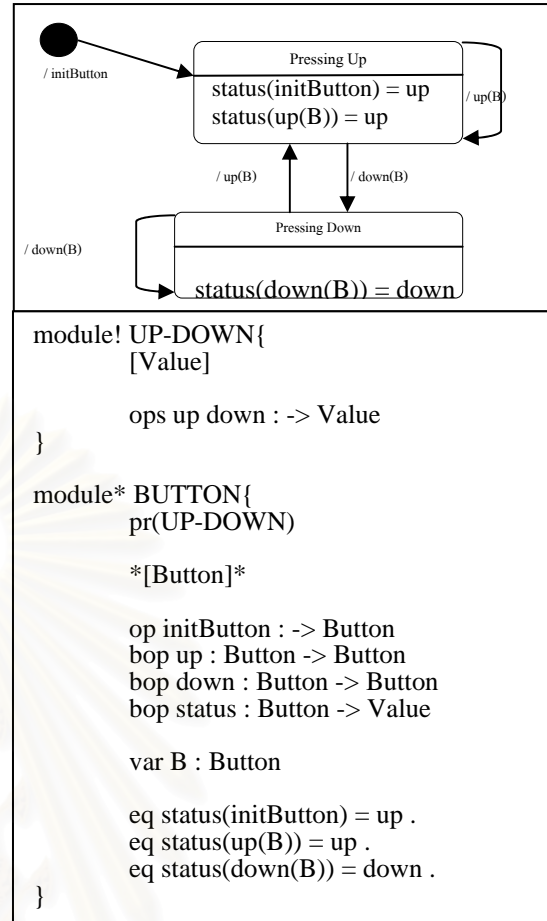 Pressing Up
/ initButton
status(initButton) = up
status(up(B)) = up
/ up(B)
/ up(B)
/ down(B)
Pressing Down
/ down(B)
status(down(B)) = down
module! UP-DOWN{
[Value]
ops up down : -> Value
}
module* BUTTON{
pr(UP-DOWN)
*[Button]*
op initButton : -> Button
bop up : Button -> Button
bop down : Button -> Button
bop status : Button -> Value
var B : Button
eq status(initButton) = up .
eq status(up(B)) = up .
eq status(down(B)) = down .
}